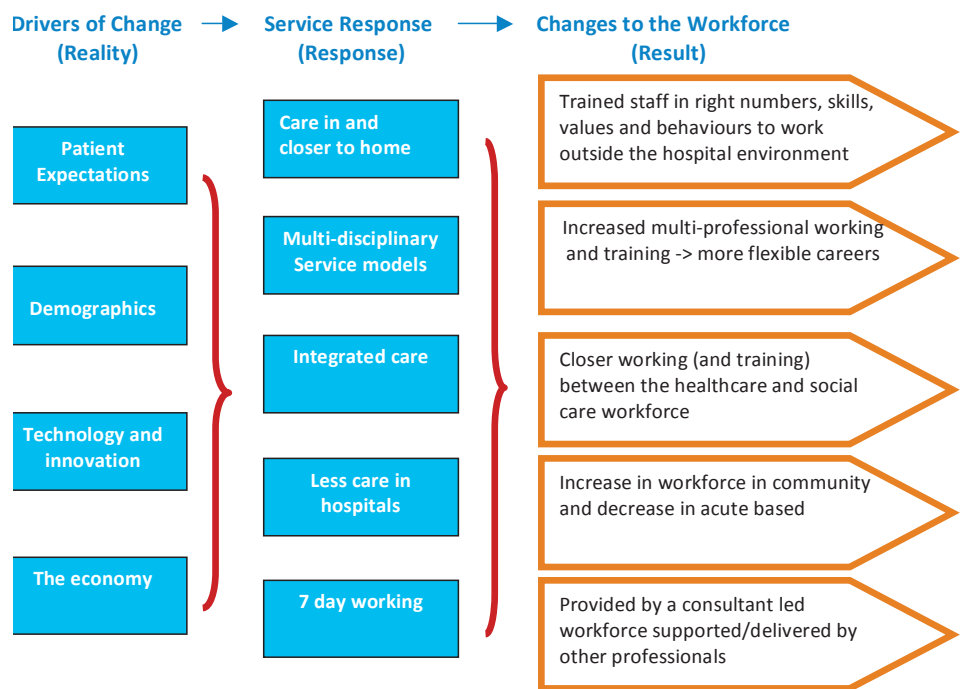 Drivers of Change
(Reality)
Service Response
(Response)
Changes to the Workforce
(Result)
Patient
Expectations
Demographics
Technology and
innovation
The economy
Care in and
closer to home
Multi-disciplinary
Service models
Integrated care
Less care in
hospitals
7 day working
Trained staff in right numbers, skills,
values and behaviours to work
outside the hospital environment
Increased multi-professional working
and training -> more flexible careers
Closer working (and training)
between the healthcare and social
care workforce
Increase in workforce in community
and decrease in acute based
Provided by a consultant led
workforce supported/delivered by
other professionals